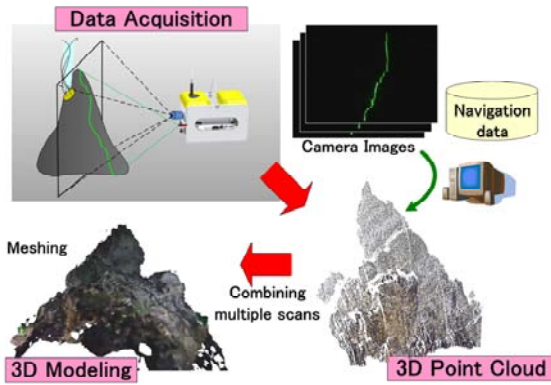 Data Acquisition
Camera Images
Navigation
data
Meshing
Combining
multiple scans
3D Modeling
3D Point Cloud